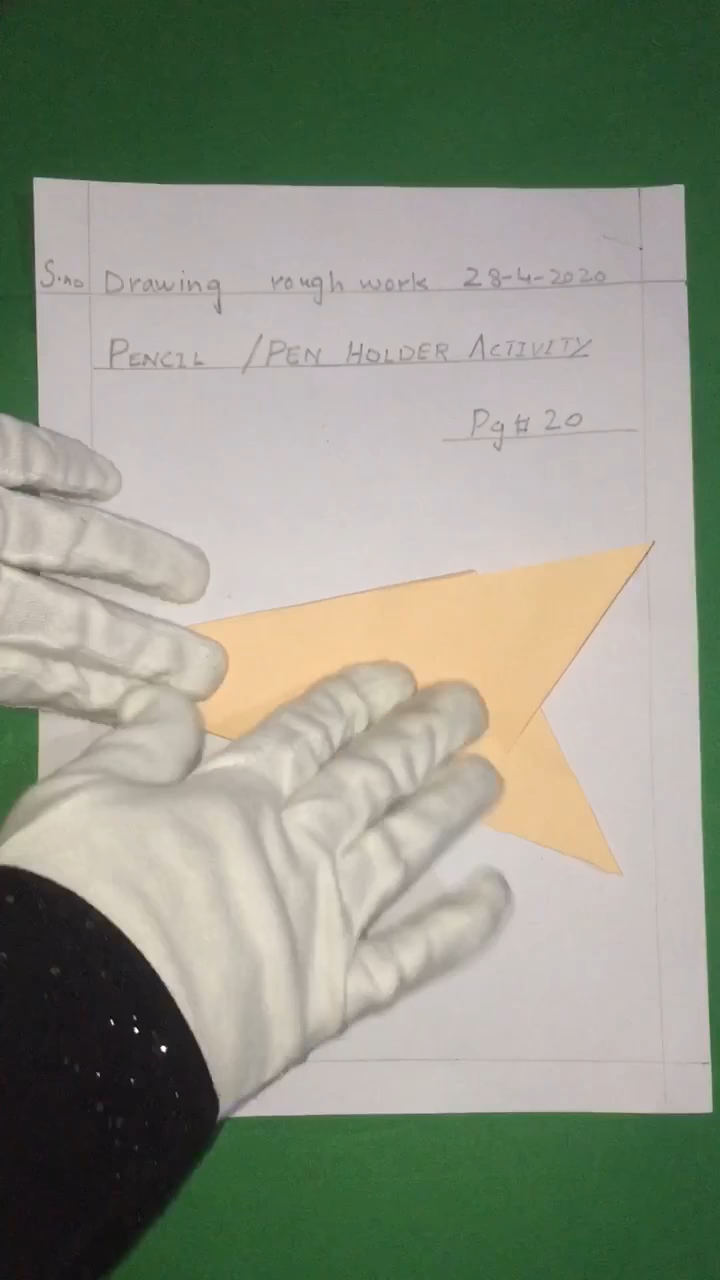 S.no Drawing rough work 28-4-2020
PENCIL /PEN HOLDER ACTIVITY
Pg# 20